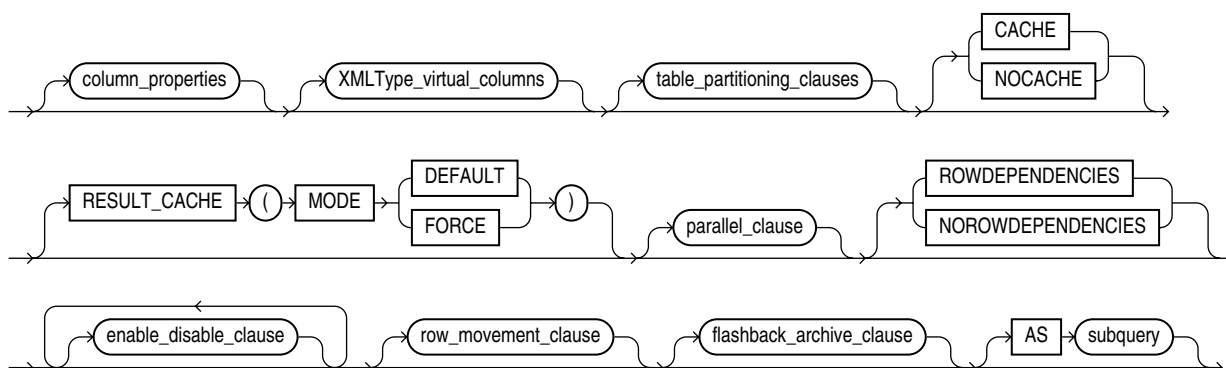 column_properties XMLType_virtual_columns table_partitioning_clauses CACHE
NOCACHE
RESULT_CACHE ( MODE DEFAULT )
FORCE
parallel_clause ROWDEPENDENCIES
NOROWDEPENDENCIES
enable_disable_clause row_movement_clause flashback_archive_clause AS subquery